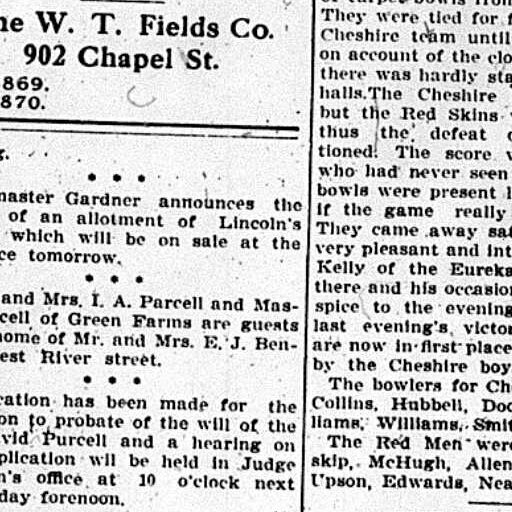 he W. T. Fields Co.
902 Chapel St.
869.
870.
g.
* * *
master Gardner announces the
of an allotment of Lincoln's
which will be on sale at the
ce tomorrow.
* * *
and Mrs. I. A. Parcell and Mas-
cell of Green Farms are guests
home of Mr. and Mrs. E. J. Ben-
est River street.
* * *
cation has been made for the
on to probate of the will of the
vid Purcell and a hearing on
plication wil be held in Judge
n's office at 10 o'clock next
day forenoon.
of carpet bowls from
They were tied for f
Cheshire team until
on account of the clo
there was hardly sta
halls. The Cheshire
but the Red Skins
thus the defeat o
tioned. The score w
who had never seen
bowls were present l
if the game really
They came away sat
very pleasant and int
Kelly of the Eureka
there and his occasion
spice to the evening
last evening's victor
are now in first place
by the Cheshire boy
The bowlers for Ch
Collins, Hubbell, Doo
liams, Williams, Smit
The Red Men were
skip, McHugh, Allen
Upson, Edwards, Nea